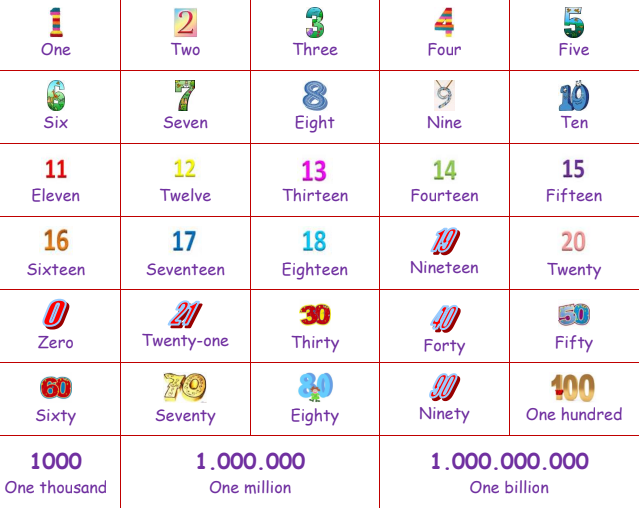 1 2 3 4 5
One Two Three Four Five
6 7 8 9 10
Six Seven Eight Nine Ten
11 12 13 14 15
Eleven Twelve Thirteen Fourteen Fifteen
16 17 18 19 20
Sixteen Seventeen Eighteen Nineteen Twenty
0 21 30 40 50
Zero Twenty-one Thirty Forty Fifty
60 70 80 90 100
Sixty Seventy Eighty Ninety One hundred
1000 1.000.000 1.000.000.000
One thousand One million One billion